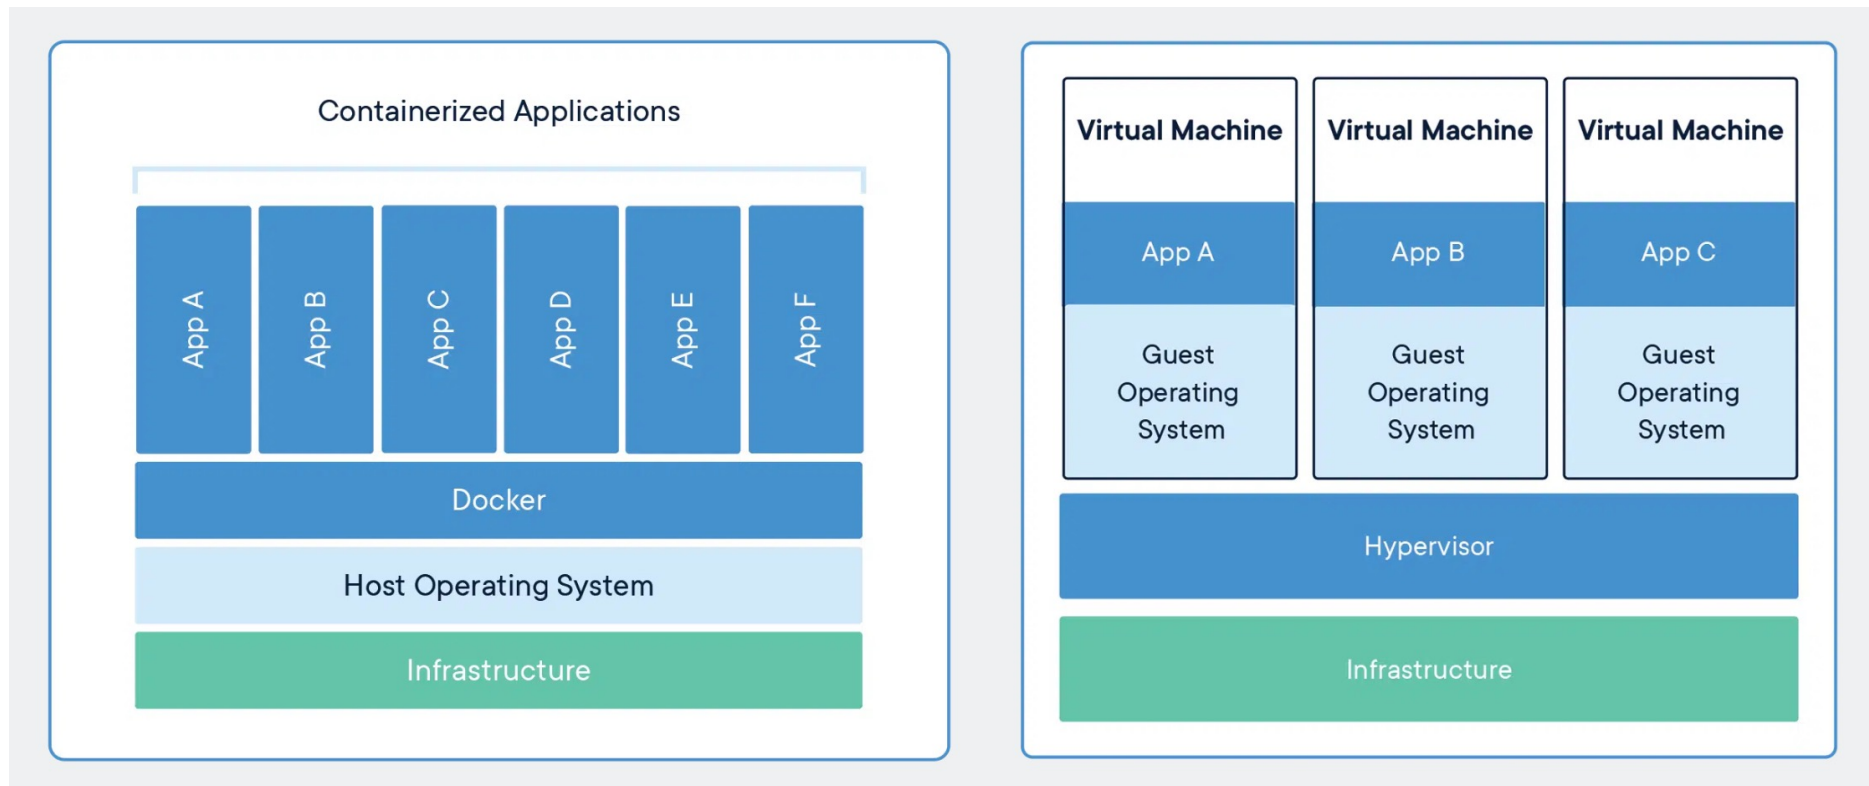 Containerized Applications
App A
App B
App C
App D
App E
App F
Docker
Host Operating System
Infrastructure
Virtual Machine
App A
Guest
Operating
System
Virtual Machine
App B
Guest
Operating
System
Virtual Machine
App C
Guest
Operating
System
Hypervisor
Infrastructure